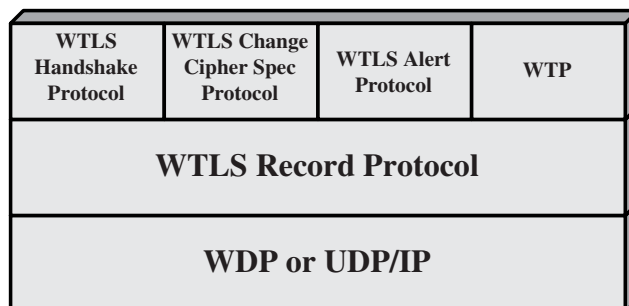 WTLS
Handshake
Protocol
WTLS Change
Cipher Spec
Protocol
WTLS Alert
Protocol
WTP
WTLS Record Protocol
WDP or UDP/IP